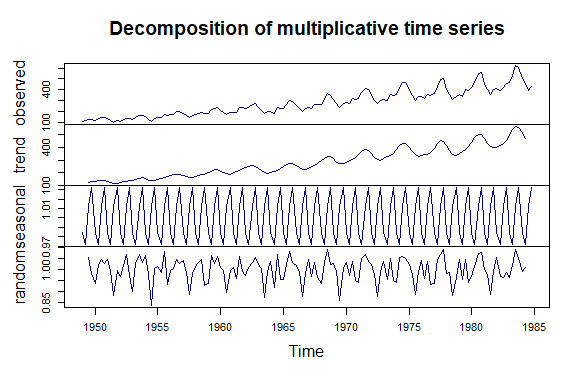 Decomposition of multiplicative time series
observed
400
100
trend
400
100
seasonal
1.01
0.97
random
1.00
0.85
1950 1955 1960 1965 1970 1975 1980 1985
Time